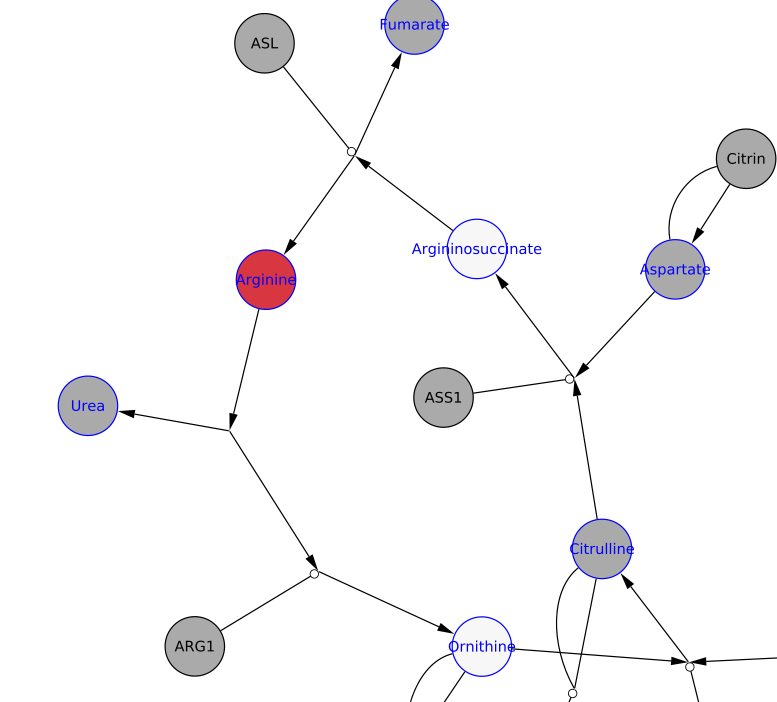 Fumarate
ASL
Citrin
Argininosuccinate
Aspartate
Arginine
ASS1
Urea
Citrulline
ARG1
Ornithine